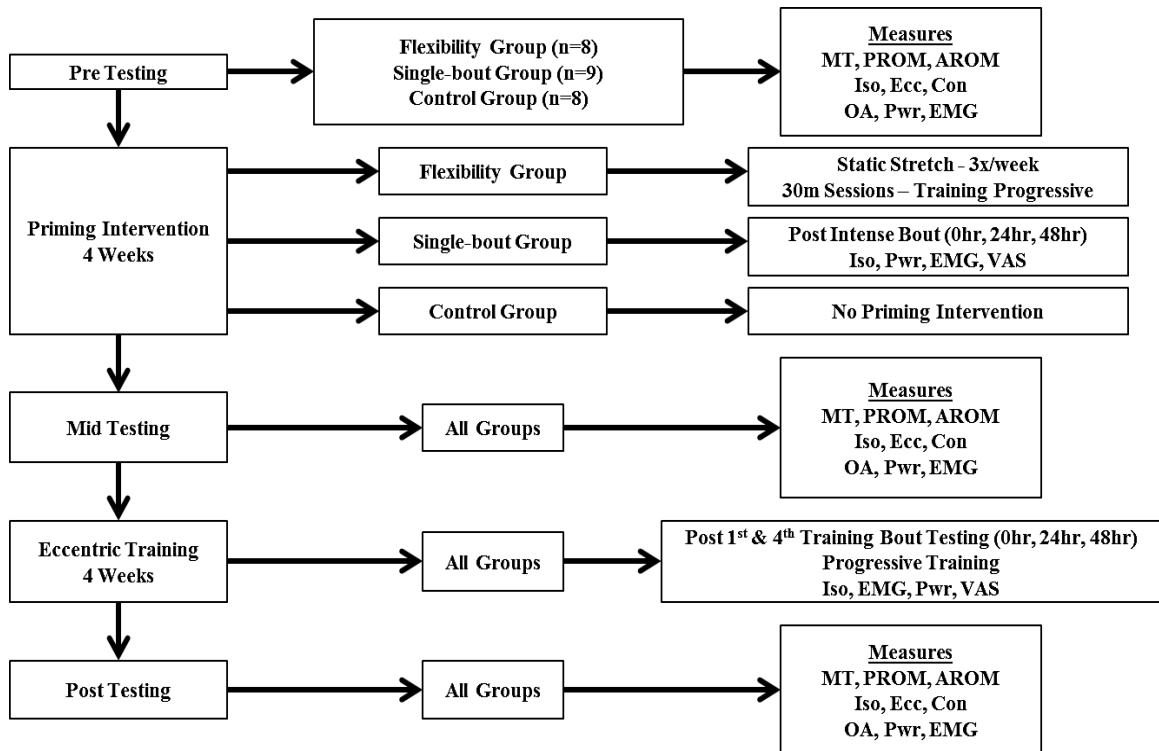 Pre Testing
Flexibility Group (n=8)
Single-bout Group (n=9)
Control Group (n=8)
Measures
MT, PROM, AROM
Iso, Ecc, Con
OA, Pwr, EMG
Priming Intervention
4 Weeks
Flexibility Group
Static Stretch - 3x/week
30m Sessions – Training Progressive
Single-bout Group
Post Intense Bout (0hr, 24hr, 48hr)
Iso, Pwr, EMG, VAS
Control Group
No Priming Intervention
Mid Testing
All Groups
Measures
MT, PROM, AROM
Iso, Ecc, Con
OA, Pwr, EMG
Eccentric Training
4 Weeks
All Groups
Post 1st & 4th Training Bout Testing (0hr, 24hr, 48hr)
Progressive Training
Iso, EMG, Pwr, VAS
Post Testing
All Groups
Measures
MT, PROM, AROM
Iso, Ecc, Con
OA, Pwr, EMG